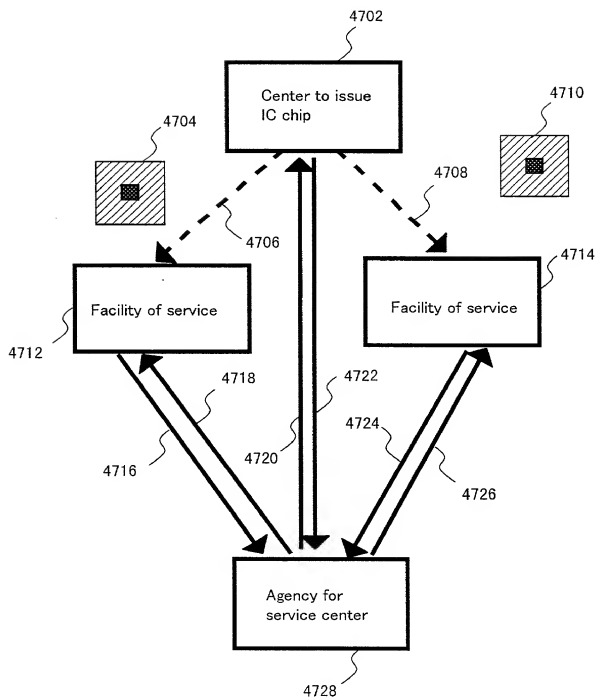 4702
Center to issue
IC chip
4704
4710
4706
4708
4714
Facility of service
Facility of service
4712
4718
4722
4724
4716
4720
4726
Agency for
service center
4728